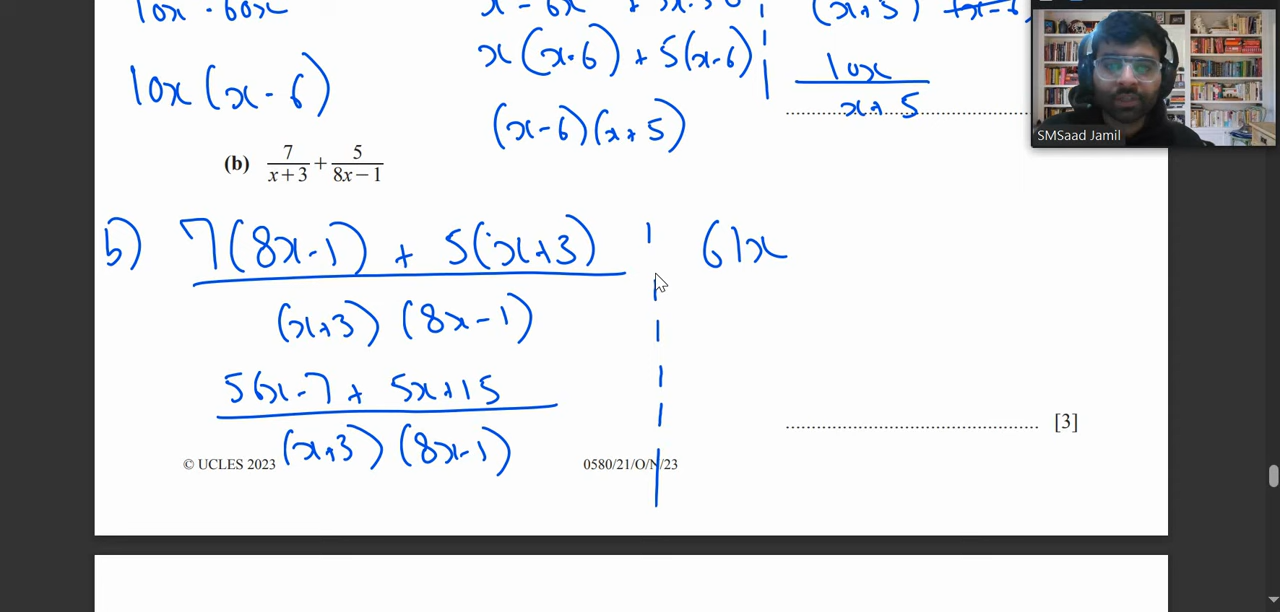 10x - 60x
x(x-6) + 5(x-6)
10x
x+5
10x(x-6)
(x-6)(x+5)
(b) 7/(x+3) + 5/(8x-1)
b) 7(8x-1) + 5(x+3)
(x+3) (8x-1)
56x-7 + 5x+15
(x+3) (8x-1)
61x
[3]
© UCLES 2023
0580/21/O/N/23
SMSaad Jamil